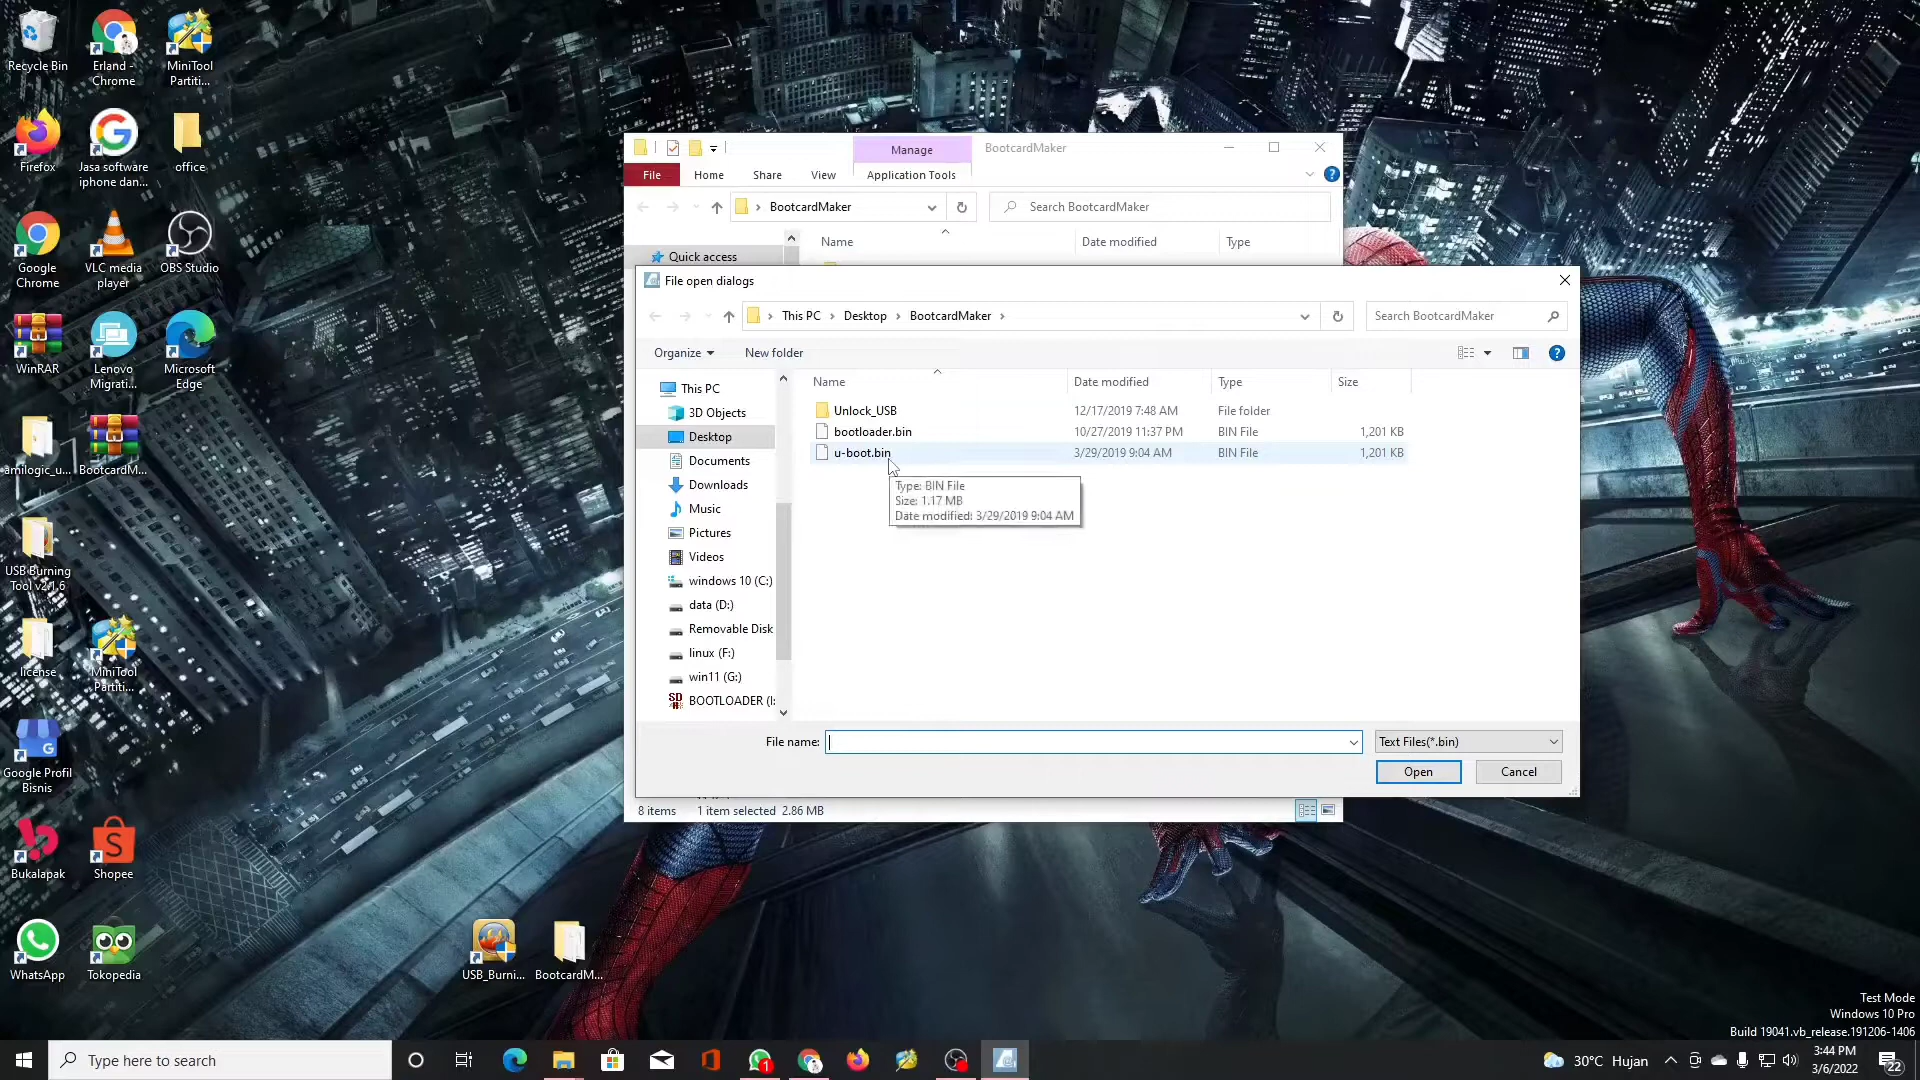 Recycle Bin
Erland -
Chrome
MiniTool
Partiti...
Firefox
Jasa software
iphone dan...
office
Google
Chrome
VLC media
player
OBS Studio
WinRAR
Lenovo
Migrati...
Microsoft
Edge
amilogic_u...
BootcardM...
USB Burning
Tool v2.1.6
license
MiniTool
Partiti...
Google Profil
Bisnis
Bukalapak
Shopee
WhatsApp
Tokopedia
USB_Burni...
BootcardM...
Manage
BootcardMaker
File
Home
Share
View
Application Tools
BootcardMaker
Search BootcardMaker
Name
Date modified
Type
Quick access
File open dialogs
This PC
Desktop
BootcardMaker
Search BootcardMaker
Organize
New folder
Name
Date modified
Type
Size
This PC
3D Objects
Desktop
Documents
Downloads
Music
Pictures
Videos
windows 10 (C:)
data (D:)
Removable Disk
linux (F:)
win11 (G:)
BOOTLOADER (I:
Unlock_USB 12/17/2019 7:48 AM File folder
bootloader.bin 10/27/2019 11:37 PM BIN File 1,201 KB
u-boot.bin 3/29/2019 9:04 AM BIN File 1,201 KB
Type: BIN File
Size: 1.17 MB
Date modified: 3/29/2019 9:04 AM
File name:
Text Files(*.bin)
Open
Cancel
8 items 1 item selected 2.86 MB
Test Mode
Windows 10 Pro
Build 19041.vb_release.191206-1406
Type here to search
1
30°C Hujan
3:44 PM
3/6/2022
22